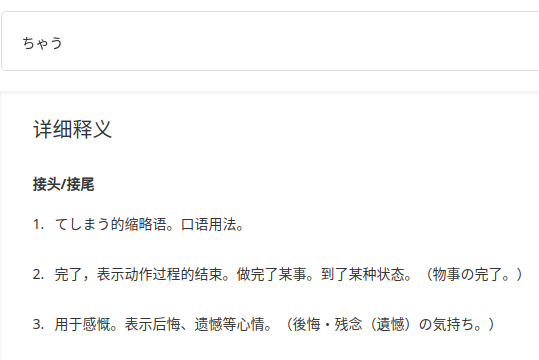 ちゃう
详细释义
接头/接尾
1. てしまう的缩略语。口语用法。
2. 完了，表示动作过程的结束。做完了某事。到了某种状态。（物事の完了。）
3. 用于感慨。表示后悔、遗憾等心情。（後悔・残念（遺憾）の気持ち。）